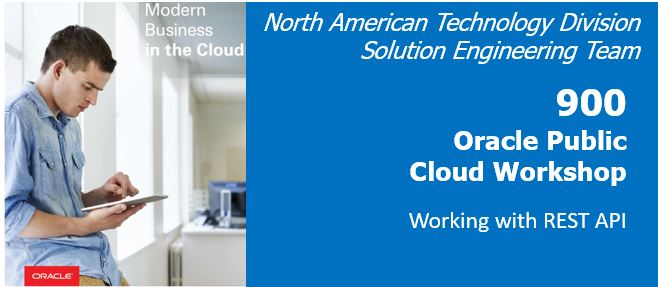 Modern
Business
in the Cloud
North American Technology Division
Solution Engineering Team
900
Oracle Public
Cloud Workshop
Working with REST API
ORACLE